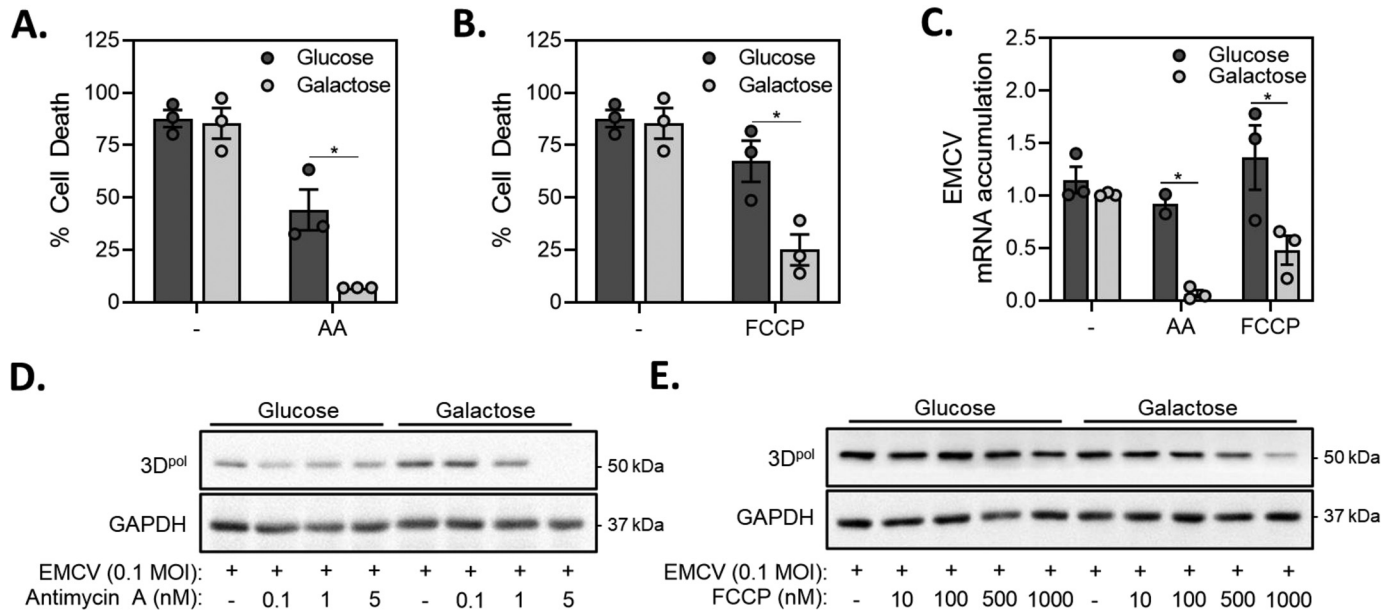 A.
125
100
75
50
25
0
% Cell Death
Glucose
Galactose
*
- AA
B.
125
100
75
50
25
0
% Cell Death
Glucose
Galactose
*
- FCCP
C.
2.5
2.0
1.5
1.0
0.5
0.0
EMCV
mRNA accumulation
Glucose
Galactose
* *
- AA FCCP
D.
Glucose Galactose
3Dpol - 50 kDa
GAPDH - 37 kDa
EMCV (0.1 MOI): + + + + + + + +
Antimycin A (nM): - 0.1 1 5 - 0.1 1 5
E.
Glucose Galactose
3Dpol - 50 kDa
GAPDH - 37 kDa
EMCV (0.1 MOI): + + + + + + + + + +
FCCP (nM): - 10 100 500 1000 - 10 100 500 1000